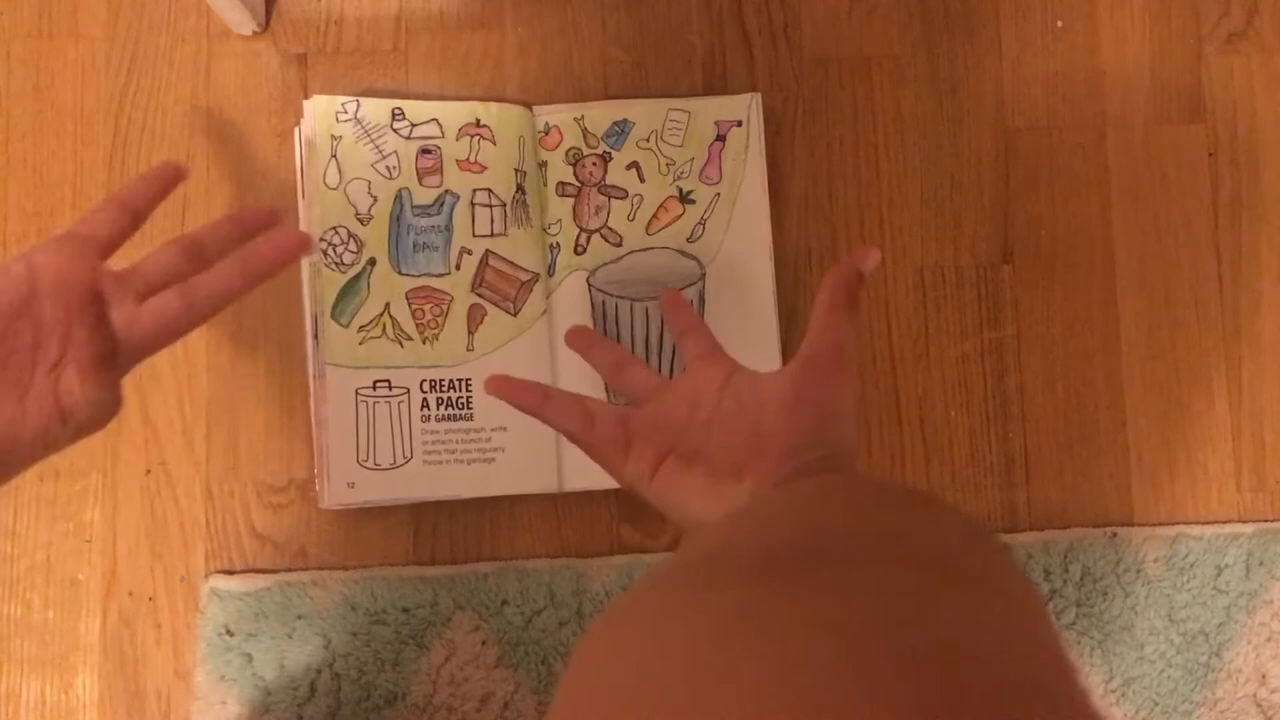 PLASTIC
BAG
CREATE
A PAGE
OF GARBAGE
Draw, photograph, write
or attach a bunch of
items that you regularly
throw in the garbage.
12